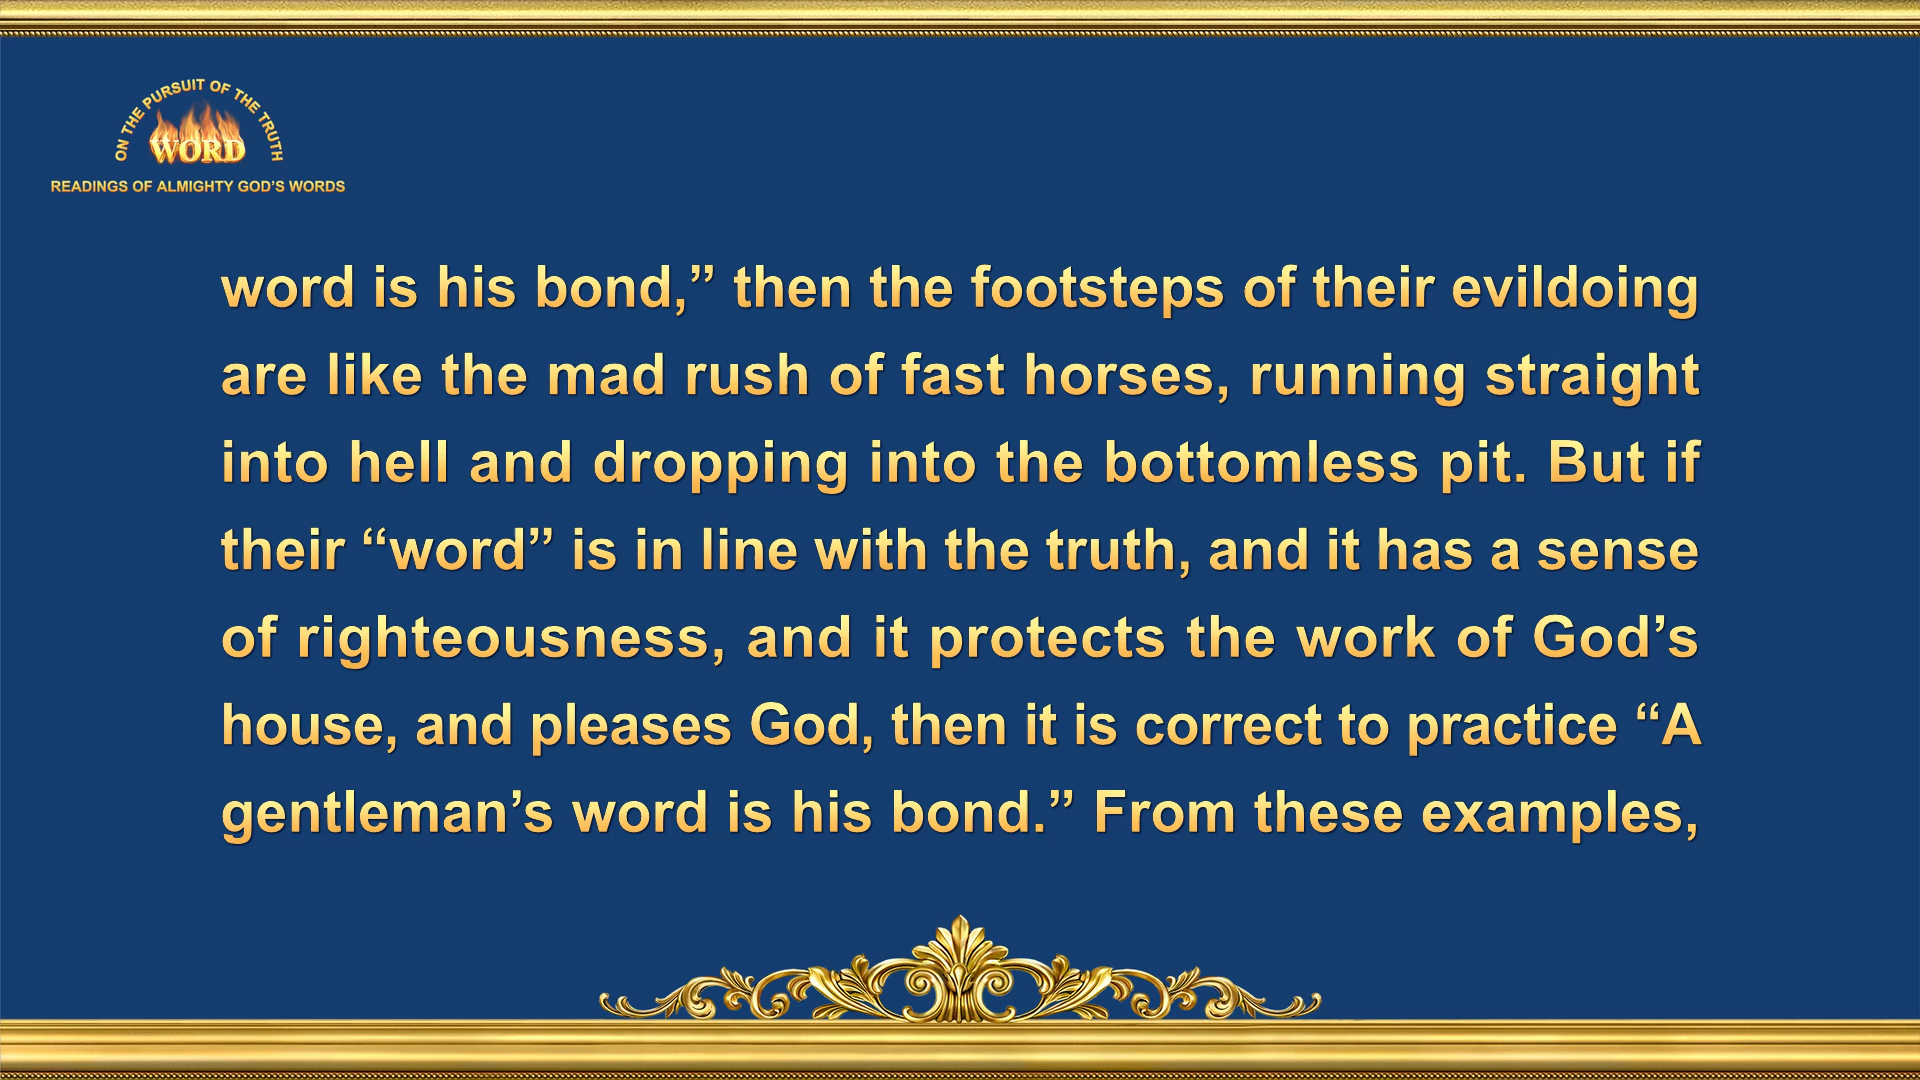 ON THE PURSUIT OF THE TRUTH
WORD
READINGS OF ALMIGHTY GOD’S WORDS
word is his bond,” then the footsteps of their evildoing
are like the mad rush of fast horses, running straight
into hell and dropping into the bottomless pit. But if
their “word” is in line with the truth, and it has a sense
of righteousness, and it protects the work of God’s
house, and pleases God, then it is correct to practice “A
gentleman’s word is his bond.” From these examples,